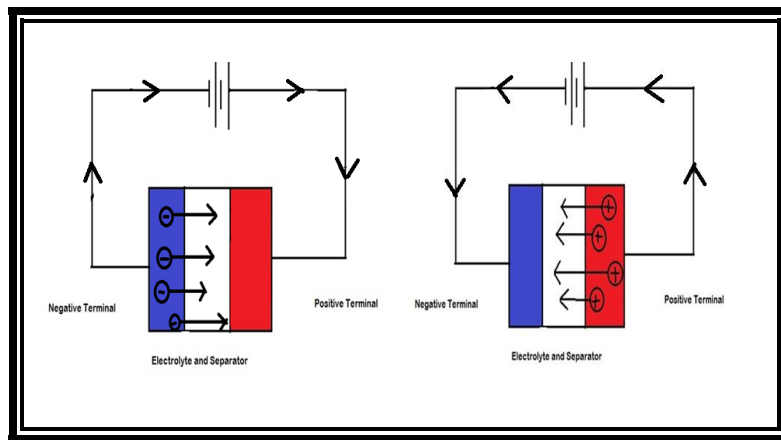 Negative Terminal
Positive Terminal
Electrolyte and Separator
Negative Terminal
Positive Terminal
Electrolyte and Separator